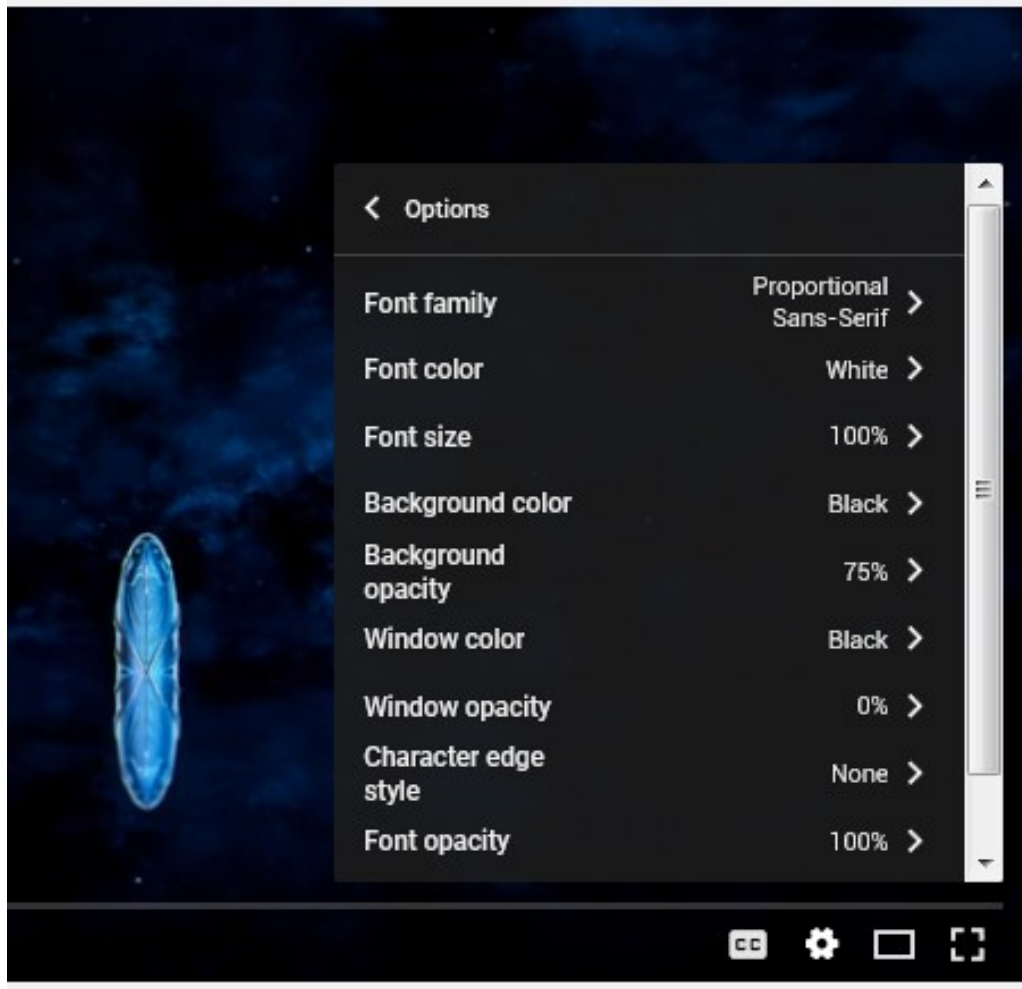 Options
Font family
Proportional
Sans-Serif
Font color White
Font size 100%
Background color Black
Background
opacity
75%
Window color Black
Window opacity 0%
Character edge
style
None
Font opacity 100%
CC